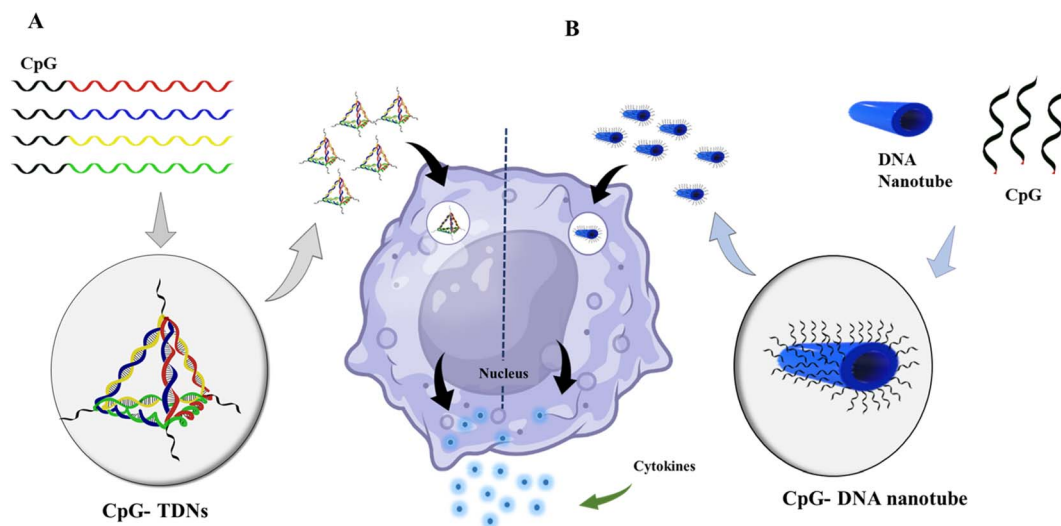 A
B
CpG
DNA
Nanotube
CpG
Nucleus
Cytokines
CpG- TDNs
CpG- DNA nanotube